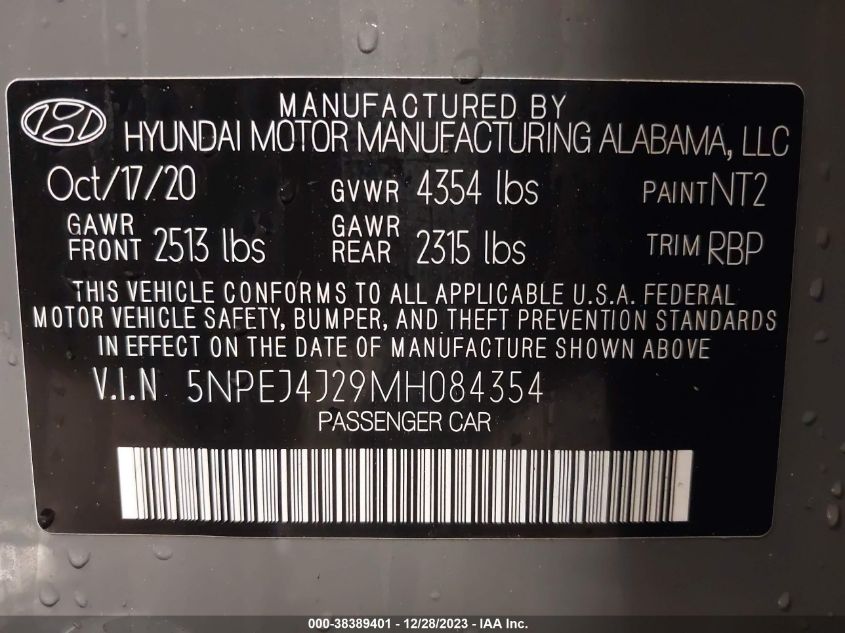 MANUFACTURED BY
HYUNDAI MOTOR MANUFACTURING ALABAMA, LLC
Oct/17/20 GVWR 4354 lbs PAINT NT2
GAWR FRONT 2513 lbs GAWR REAR 2315 lbs TRIM RBP
THIS VEHICLE CONFORMS TO ALL APPLICABLE U.S.A. FEDERAL
MOTOR VEHICLE SAFETY, BUMPER, AND THEFT PREVENTION STANDARDS
IN EFFECT ON THE DATE OF MANUFACTURE SHOWN ABOVE
V.I.N 5NPEJ4J29MH084354
PASSENGER CAR
000-38389401 - 12/28/2023 - IAA Inc.